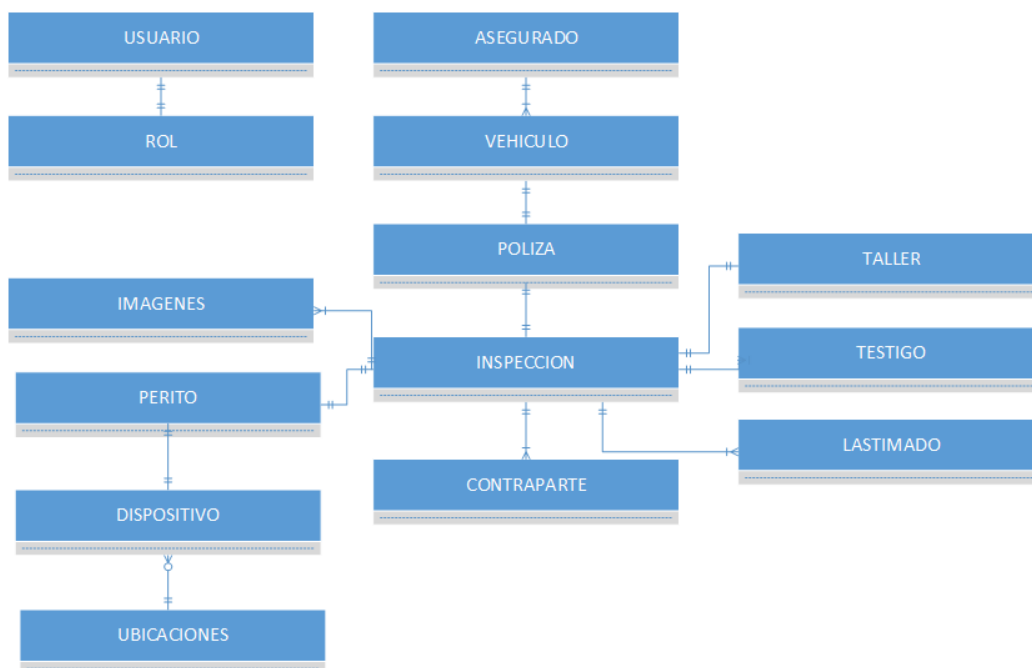 USUARIO
ASEGURADO
ROL
VEHICULO
POLIZA
TALLER
IMAGENES
INSPECCION
TESTIGO
PERITO
LASTIMADO
CONTRAPARTE
DISPOSITIVO
UBICACIONES